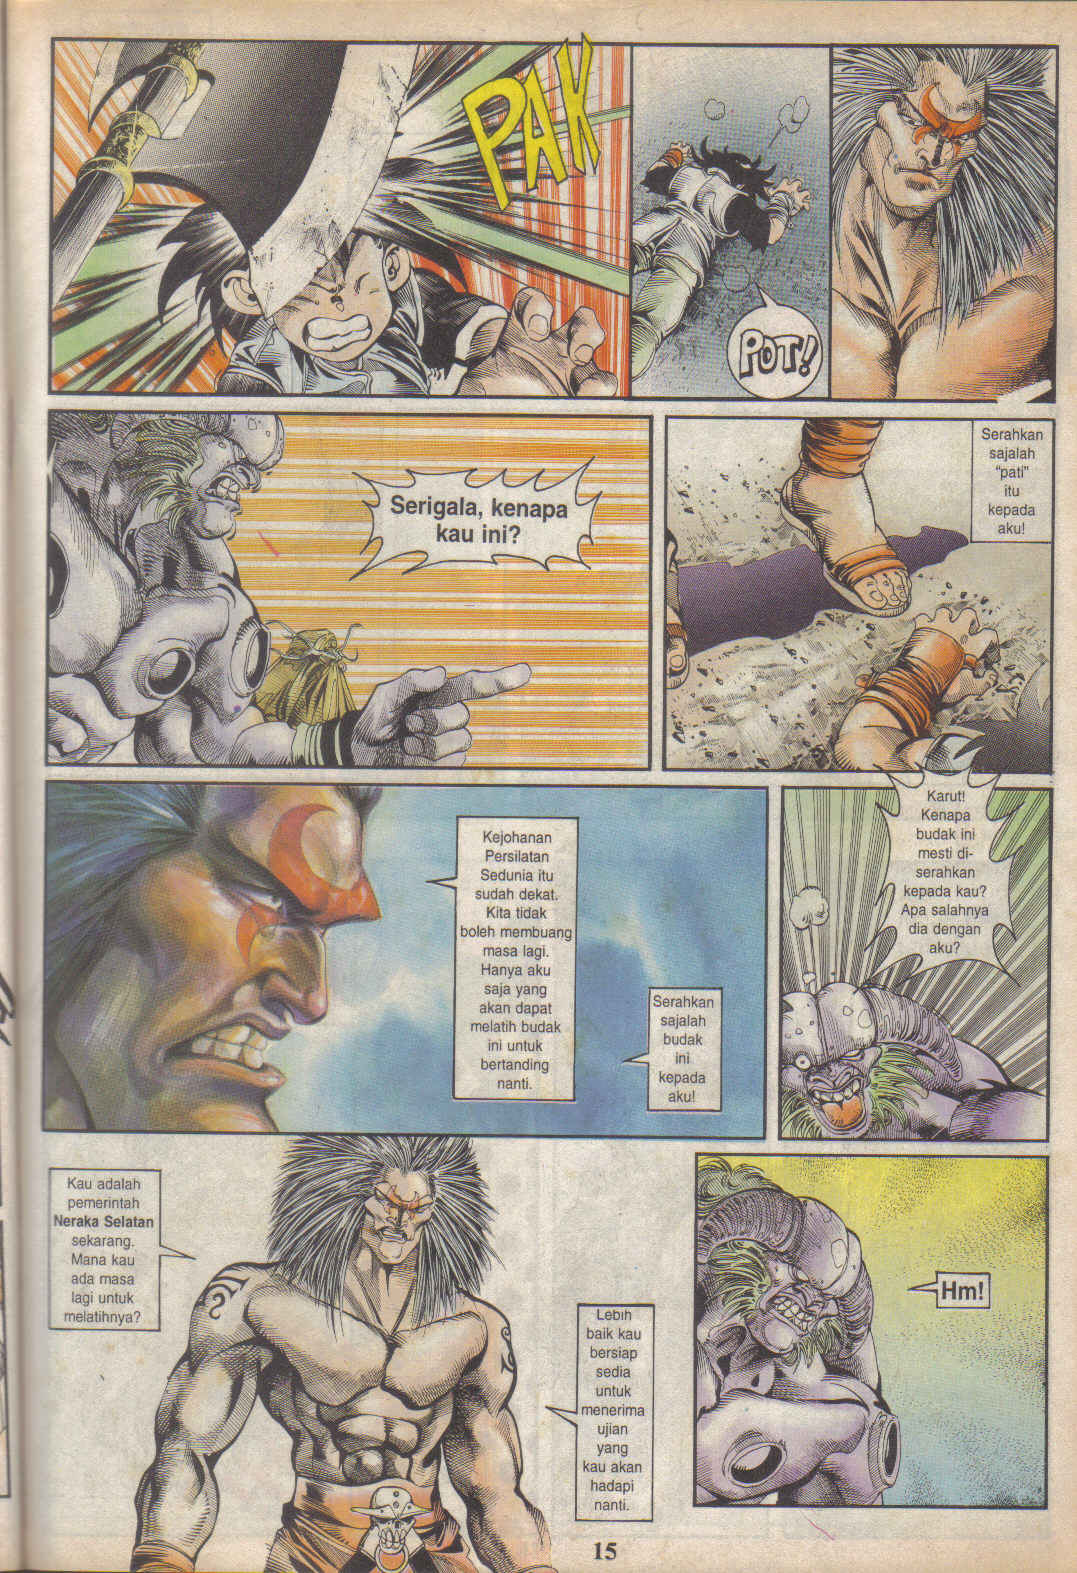 PAK
POT!
Serigala, kenapa
kau ini?
Serahkan
sajalah
“pati”
itu
kepada
aku!
Kejohanan
Persilatan
Sedunia itu
sudah dekat.
Kita tidak
boleh membuang
masa lagi.
Hanya aku
saja yang
akan dapat
melatih budak
ini untuk
bertanding
nanti.
Serahkan
sajalah
budak
ini
kepada
aku!
Karut!
Kenapa
budak ini
mesti di-
serahkan
kepada kau?
Apa salahnya
dia dengan
aku?
Kau adalah
pemerintah
Neraka Selatan
sekarang.
Mana kau
ada masa
lagi untuk
melatihnya?
Lebih
baik kau
bersiap
sedia
untuk
menerima
ujian
yang
kau akan
hadapi
nanti.
Hm!
15